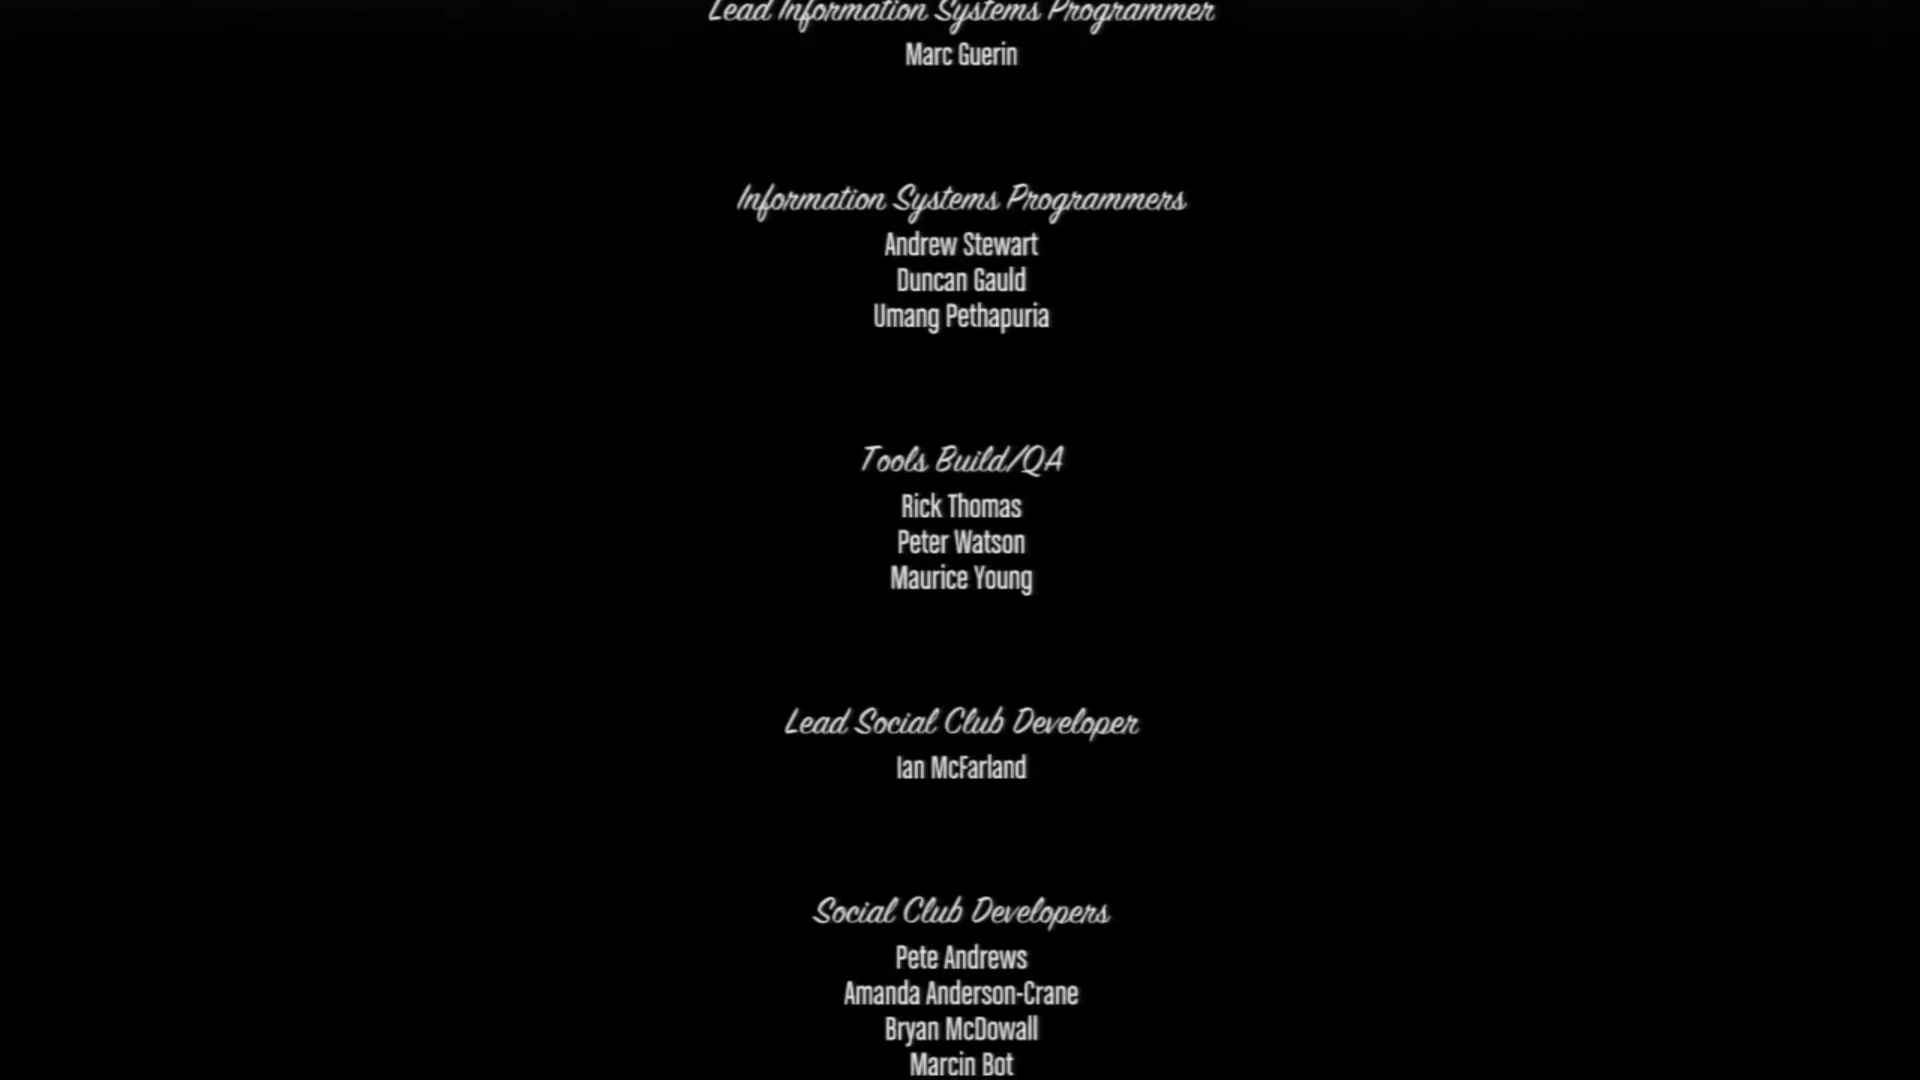 Lead Information Systems Programmer
Marc Guerin
Information Systems Programmers
Andrew Stewart
Duncan Gauld
Umang Pethapuria
Tools Build/QA
Rick Thomas
Peter Watson
Maurice Young
Lead Social Club Developer
Ian McFarland
Social Club Developers
Pete Andrews
Amanda Anderson-Crane
Bryan McDowall
Marcin Bot